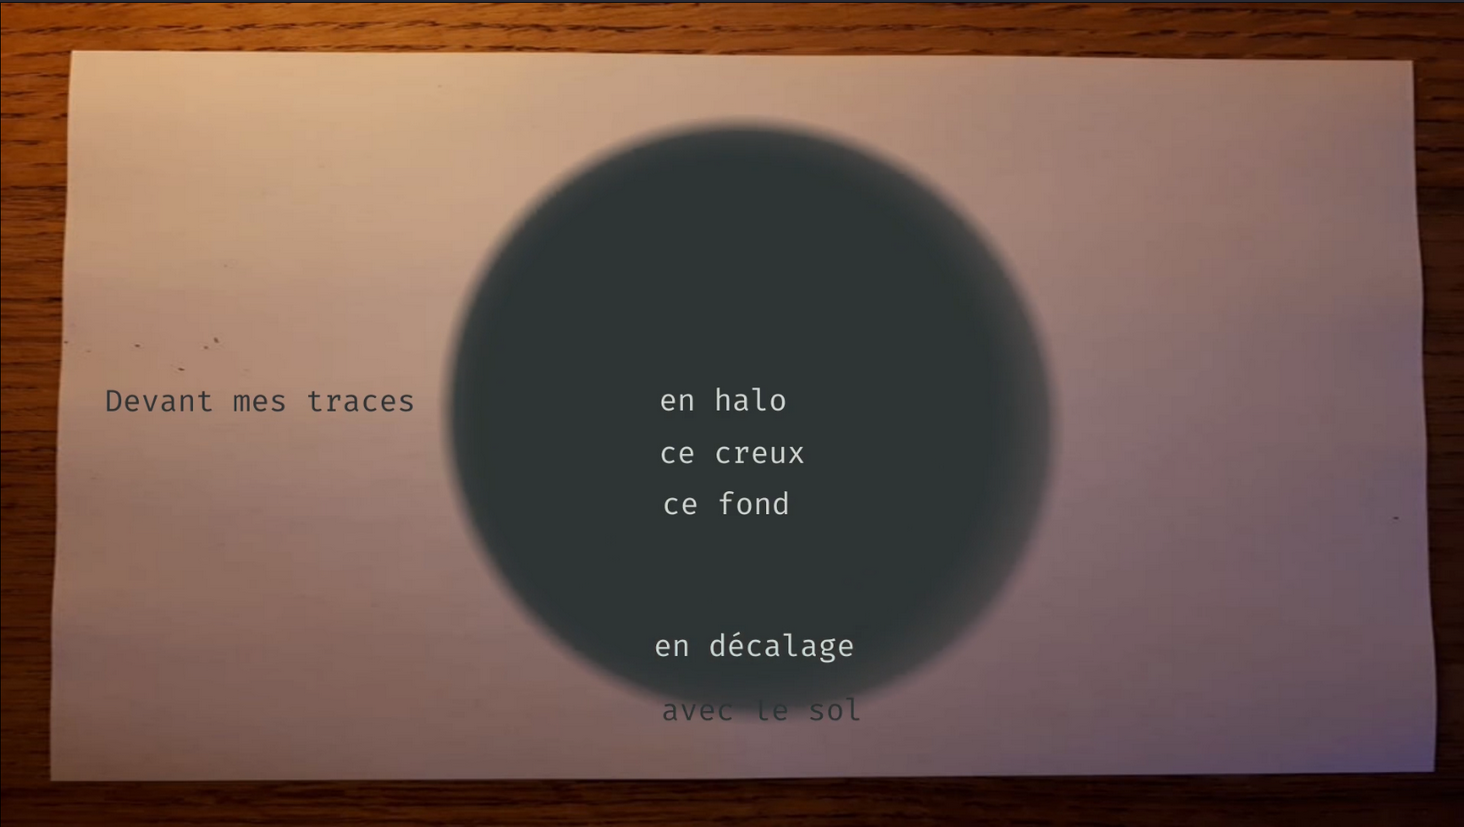 Devant mes traces en halo
ce creux
ce fond
en décalage
avec le sol